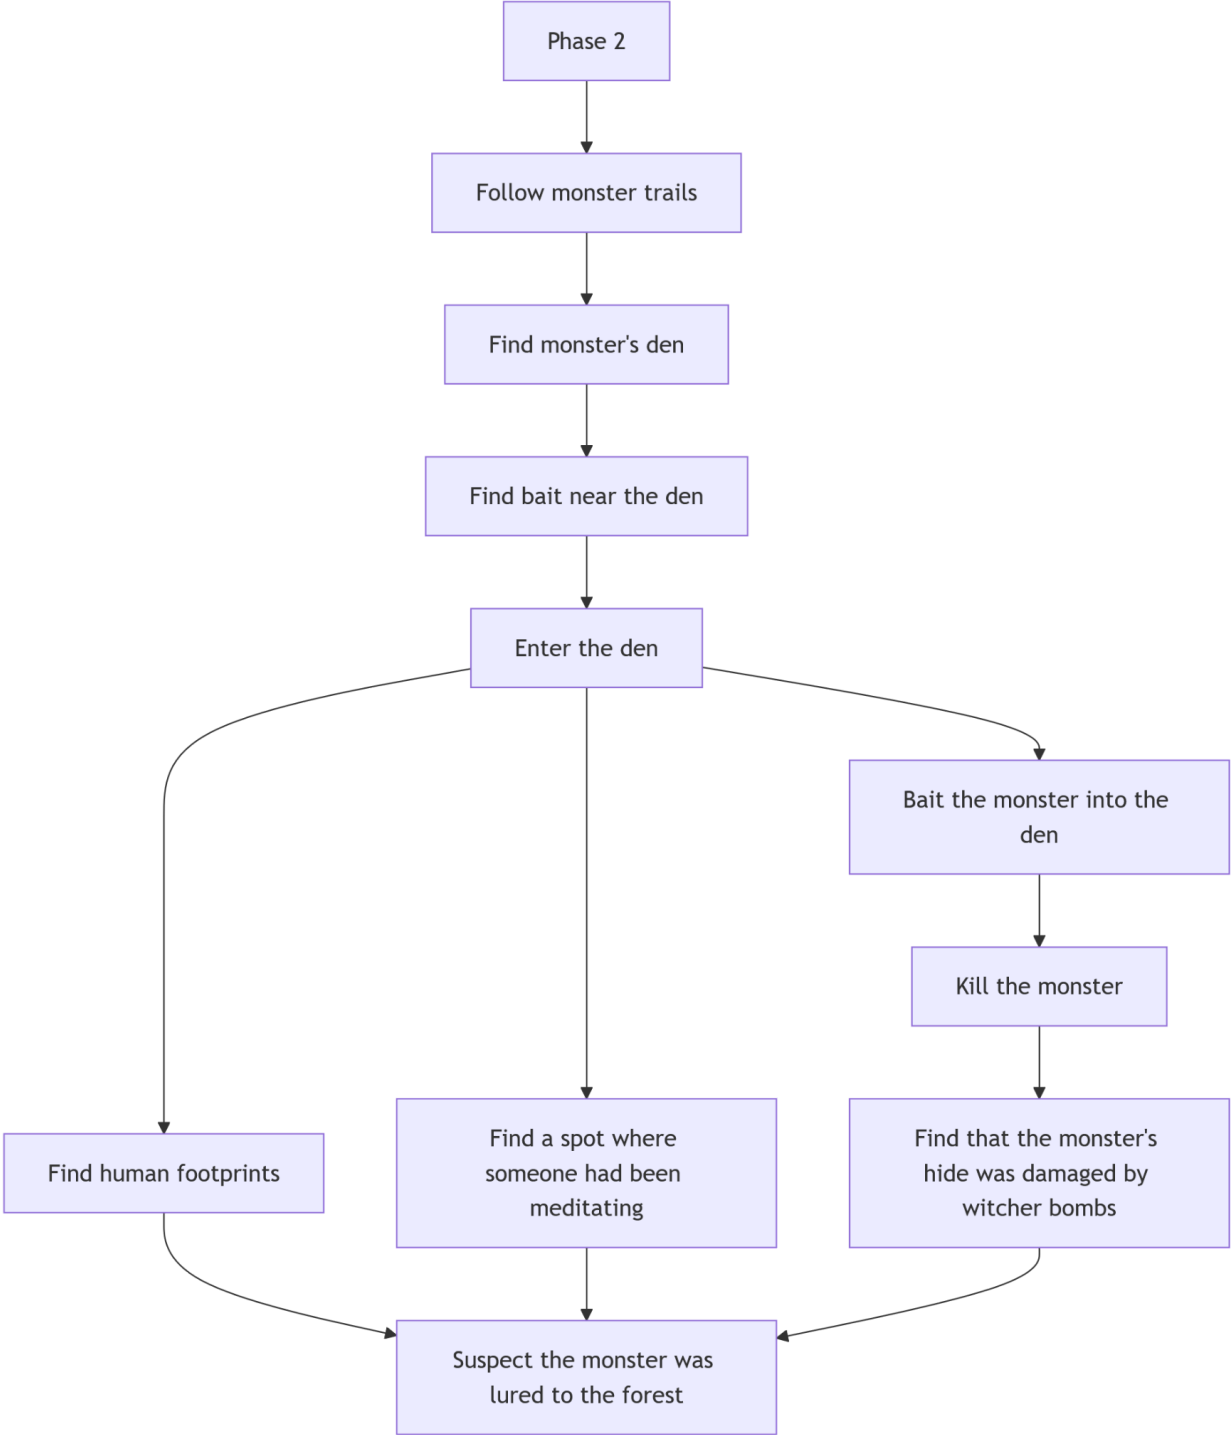 Phase 2
Follow monster trails
Find monster's den
Find bait near the den
Enter the den
Bait the monster into the
den
Kill the monster
Find human footprints
Find a spot where
someone had been
meditating
Find that the monster's
hide was damaged by
witcher bombs
Suspect the monster was
lured to the forest